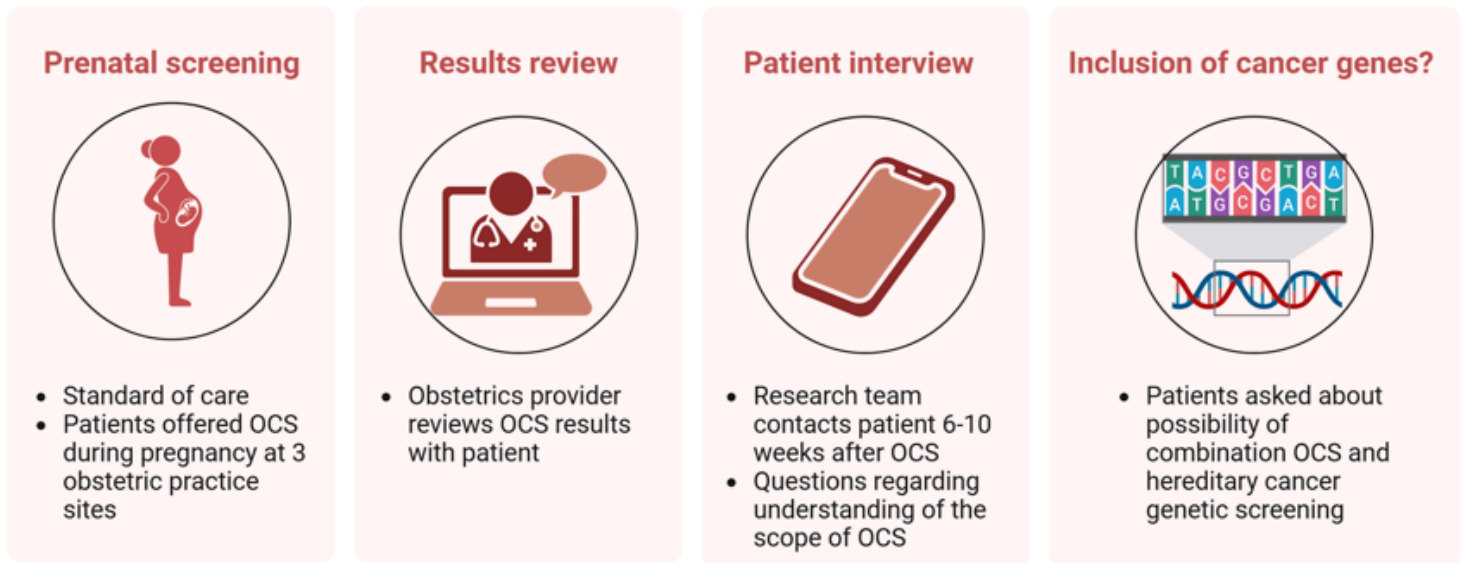 Prenatal screening
• Standard of care
• Patients offered OCS
during pregnancy at 3
obstetric practice
sites
Results review
• Obstetrics provider
reviews OCS results
with patient
Patient interview
• Research team
contacts patient 6-10
weeks after OCS
• Questions regarding
understanding of the
scope of OCS
Inclusion of cancer genes?
T A C G C T G A
A T G C G A C T
• Patients asked about
possibility of
combination OCS and
hereditary cancer
genetic screening